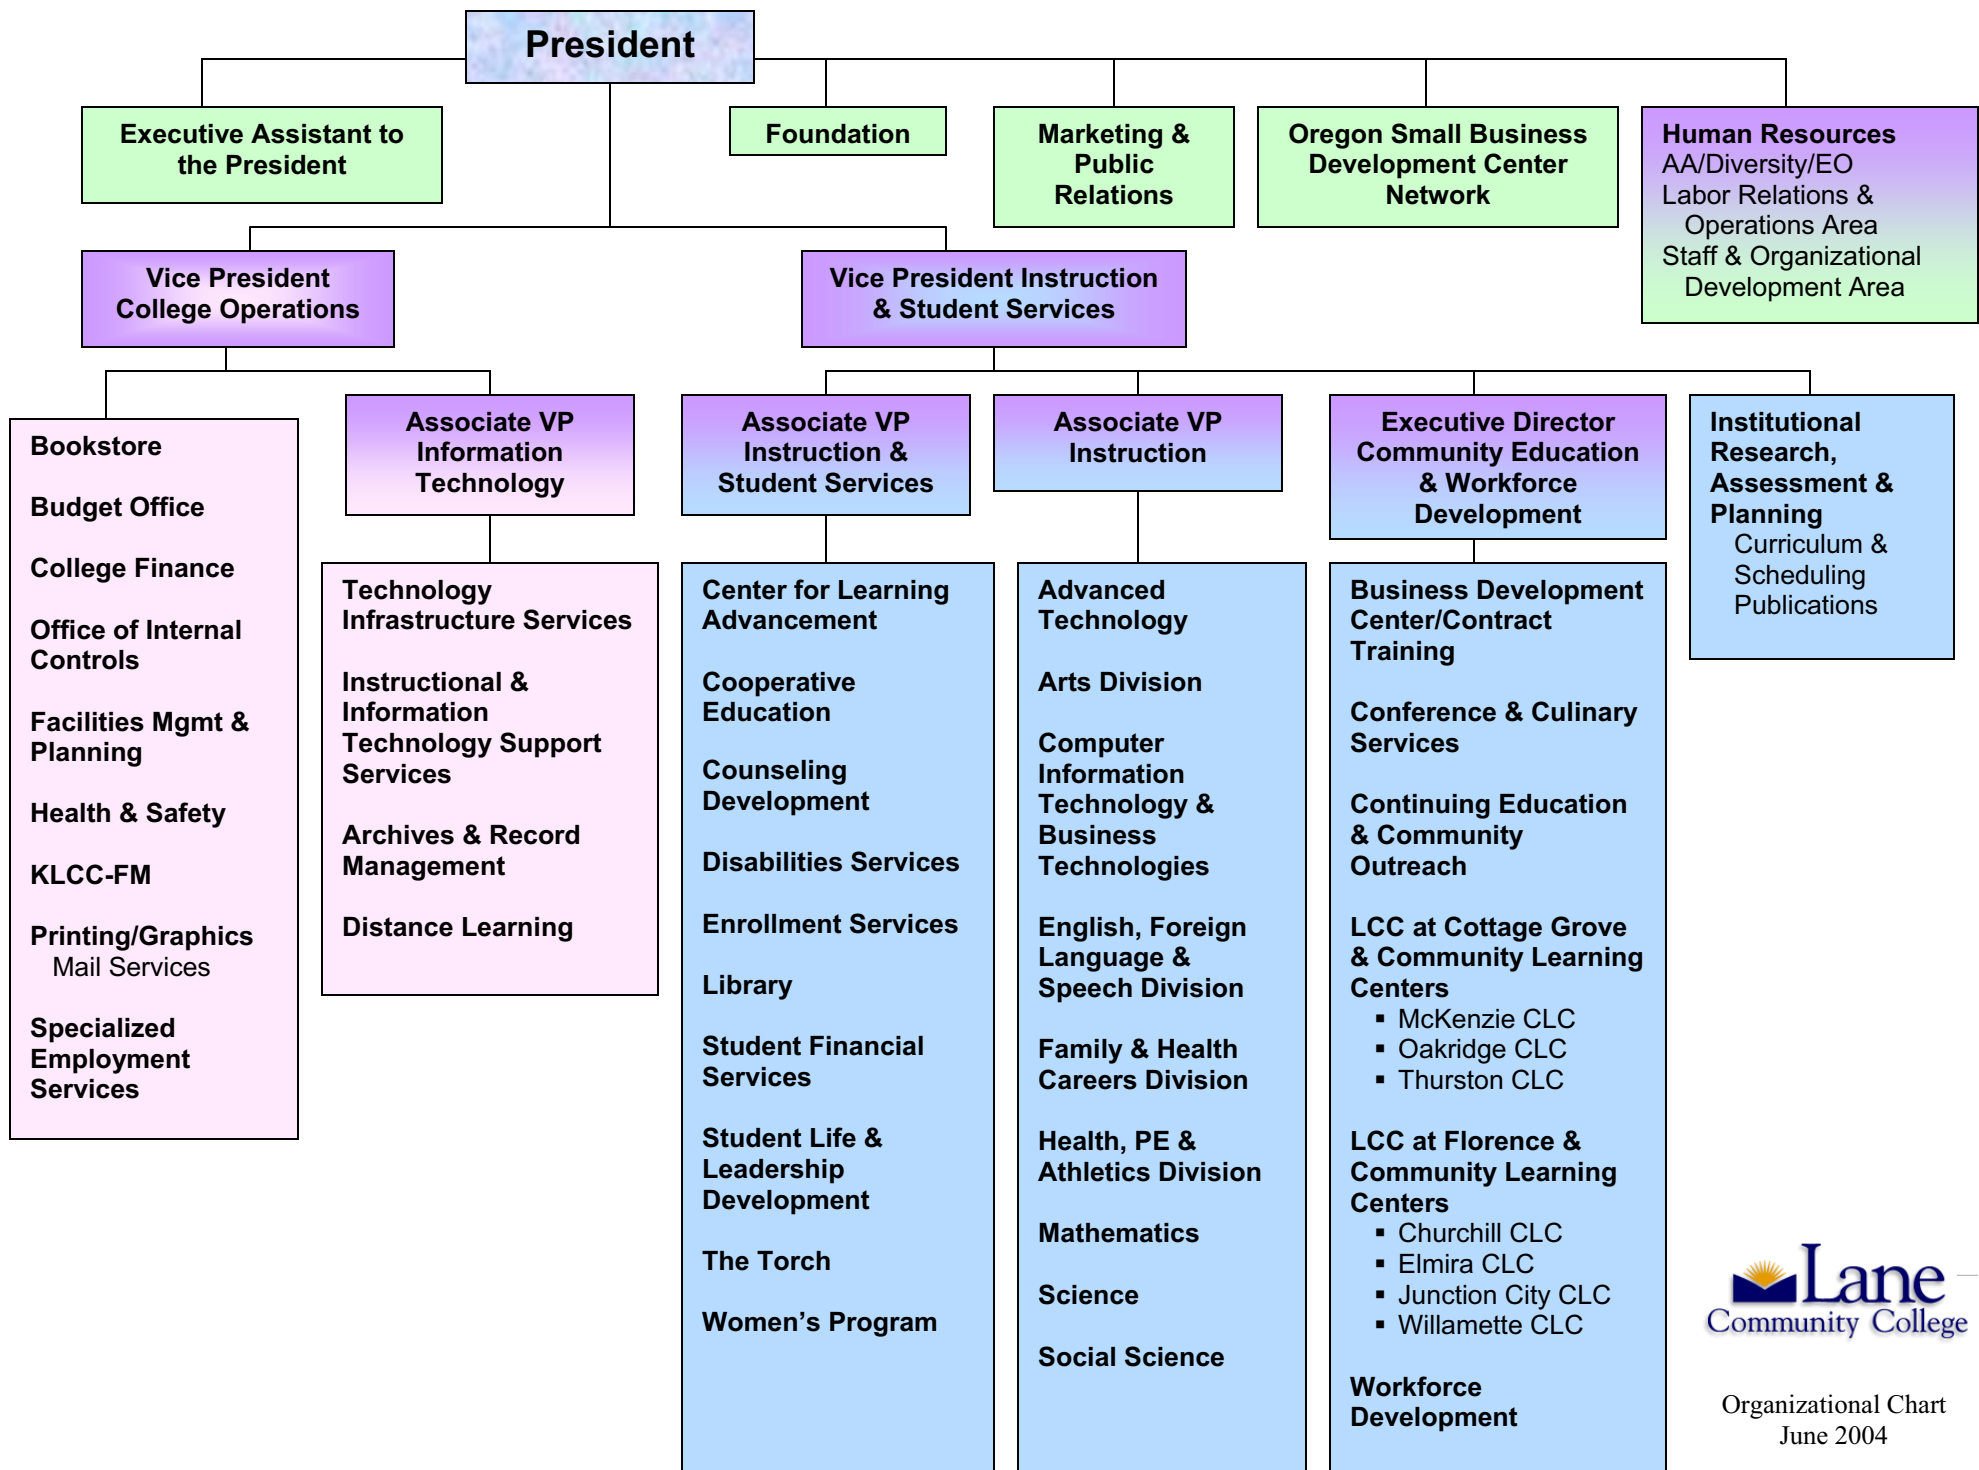 President
Executive Assistant to
the President
Foundation
Marketing &
Public
Relations
Oregon Small Business
Development Center
Network
Human Resources
AA/Diversity/EO
Labor Relations &
Operations Area
Staff & Organizational
Development Area
Vice President
College Operations
Vice President Instruction
& Student Services
Bookstore
Budget Office
College Finance
Office of Internal
Controls
Facilities Mgmt &
Planning
Health & Safety
KLCC-FM
Printing/Graphics
Mail Services
Specialized
Employment
Services
Associate VP
Information
Technology
Technology
Infrastructure Services
Instructional &
Information
Technology Support
Services
Archives & Record
Management
Distance Learning
Associate VP
Instruction &
Student Services
Center for Learning
Advancement
Cooperative
Education
Counseling
Development
Disabilities Services
Enrollment Services
Library
Student Financial
Services
Student Life &
Leadership
Development
The Torch
Women’s Program
Associate VP
Instruction
Advanced
Technology
Arts Division
Computer
Information
Technology &
Business
Technologies
English, Foreign
Language &
Speech Division
Family & Health
Careers Division
Health, PE &
Athletics Division
Mathematics
Science
Social Science
Executive Director
Community Education
& Workforce
Development
Business Development
Center/Contract
Training
Conference & Culinary
Services
Continuing Education
& Community
Outreach
LCC at Cottage Grove
& Community Learning
Centers
▪ McKenzie CLC
▪ Oakridge CLC
▪ Thurston CLC
LCC at Florence &
Community Learning
Centers
▪ Churchill CLC
▪ Elmira CLC
▪ Junction City CLC
▪ Willamette CLC
Workforce
Development
Institutional
Research,
Assessment &
Planning
Curriculum &
Scheduling
Publications
Lane
Community College
Organizational Chart
June 2004